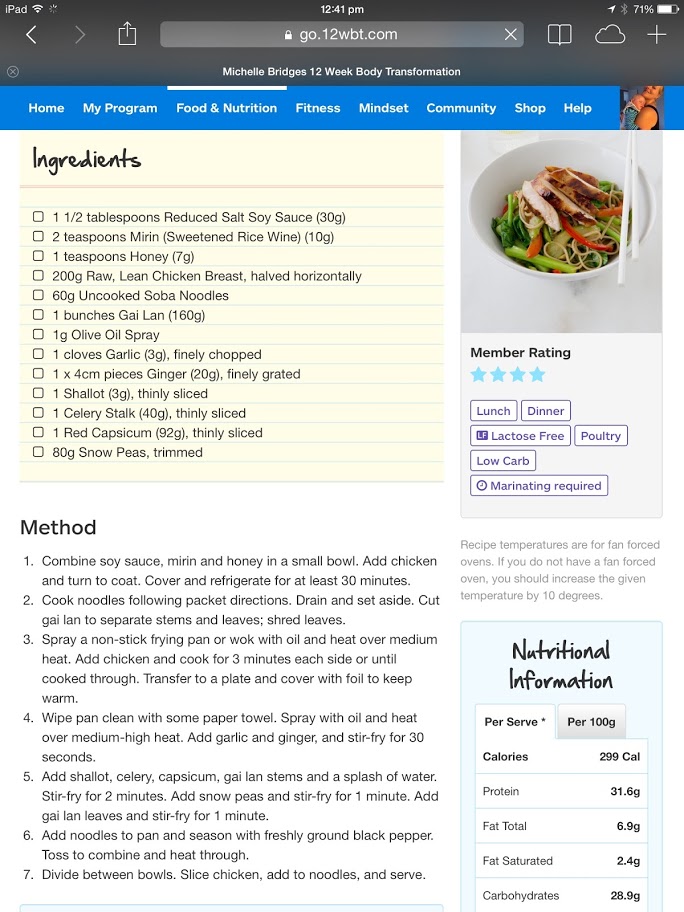 iPad
12:41 pm
71%
go.12wbt.com
Michelle Bridges 12 Week Body Transformation
Home My Program Food & Nutrition Fitness Mindset Community Shop Help
Ingredients
1 1/2 tablespoons Reduced Salt Soy Sauce (30g)
2 teaspoons Mirin (Sweetened Rice Wine) (10g)
1 teaspoons Honey (7g)
200g Raw, Lean Chicken Breast, halved horizontally
60g Uncooked Soba Noodles
1 bunches Gai Lan (160g)
1g Olive Oil Spray
1 cloves Garlic (3g), finely chopped
1 x 4cm pieces Ginger (20g), finely grated
1 Shallot (3g), thinly sliced
1 Celery Stalk (40g), thinly sliced
1 Red Capsicum (92g), thinly sliced
80g Snow Peas, trimmed
Method
1. Combine soy sauce, mirin and honey in a small bowl. Add chicken
and turn to coat. Cover and refrigerate for at least 30 minutes.
2. Cook noodles following packet directions. Drain and set aside. Cut
gai lan to separate stems and leaves; shred leaves.
3. Spray a non-stick frying pan or wok with oil and heat over medium
heat. Add chicken and cook for 3 minutes each side or until
cooked through. Transfer to a plate and cover with foil to keep
warm.
4. Wipe pan clean with some paper towel. Spray with oil and heat
over medium-high heat. Add garlic and ginger, and stir-fry for 30
seconds.
5. Add shallot, celery, capsicum, gai lan stems and a splash of water.
Stir-fry for 2 minutes. Add snow peas and stir-fry for 1 minute. Add
gai lan leaves and stir-fry for 1 minute.
6. Add noodles to pan and season with freshly ground black pepper.
Toss to combine and heat through.
7. Divide between bowls. Slice chicken, add to noodles, and serve.
Member Rating
Lunch Dinner
LF Lactose Free Poultry
Low Carb
Marinating required
Recipe temperatures are for fan forced
ovens. If you do not have a fan forced
oven, you should increase the given
temperature by 10 degrees.
Nutritional
Information
Per Serve * Per 100g
Calories 299 Cal
Protein 31.6g
Fat Total 6.9g
Fat Saturated 2.4g
Carbohydrates 28.9g